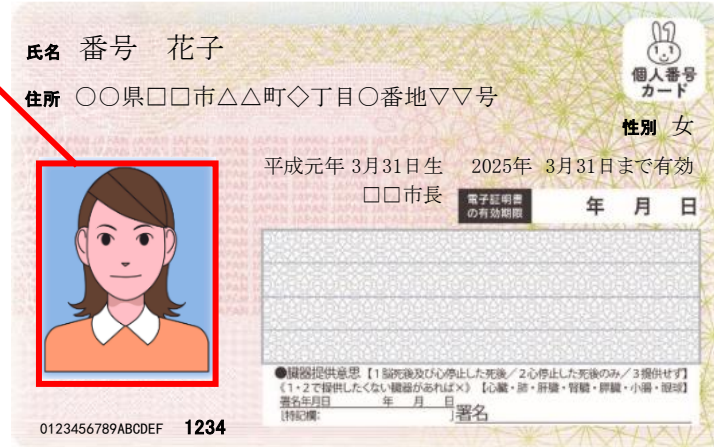 氏名 番号 花子
個人番号
カード
住所 ○○県□□市△△町◇丁目○番地▽▽号
性別 女
平成元年 3月31日生 2025年 3月31日まで有効
□□市長
電子証明書
の有効期限 年 月 日
●臓器提供意思【1脳死後及び心停止した死後/2心停止した死後のみ/3提供せず】
《1・2で提供したくない臓器があれば×》【心臓・肺・肝臓・腎臓・膵臓・小腸・眼球】
署名年月日 年 月 日
[特記欄: ]署名
0123456789ABCDEF 1234